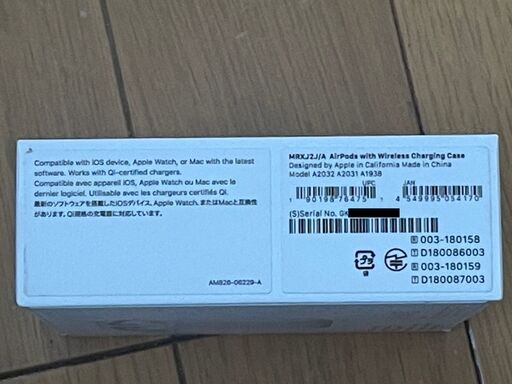 Compatible with iOS device, Apple Watch, or Mac with the latest
software. Works with Qi-certified chargers.
Compatible avec appareil iOS, Apple Watch ou Mac avec le
dernier logiciel. Utilisable avec les chargeurs certifiés Qi.
最新のソフトウェアを搭載したiOSデバイス、Apple Watch、またはMacと互換性
があります。Qi規格の充電器に対応しています。
AM826-06229-A
MRXJ2J/A AirPods with Wireless Charging Case
Designed by Apple in California Made in China
Model A2032 A2031 A1938
UPC
JAN
1 90198 76475 1
4 549995 054170
(S)Serial No. GK
R 003-180158
T D180086003
R 003-180159
T D180087003
プラ
箱